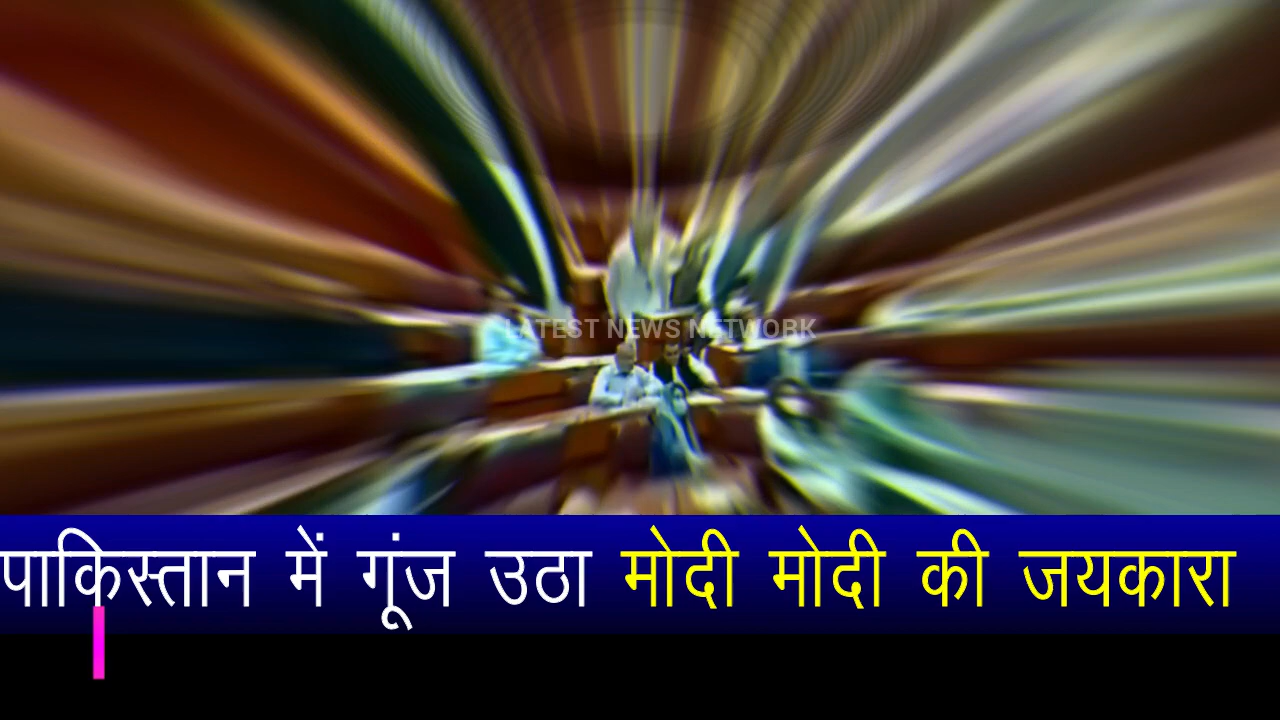 LATEST NEWS NETWORK
पाकिस्तान में गूंज उठा मोदी मोदी की जयकारा